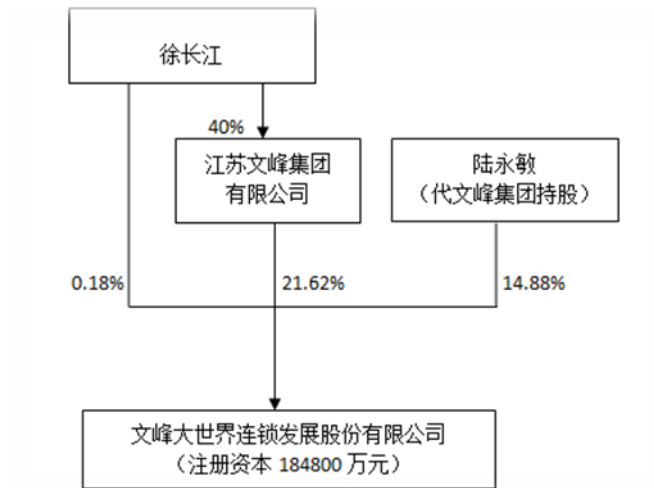 徐长江
40%
江苏文峰集团
有限公司
陆永敏
（代文峰集团持股）
0.18%
21.62%
14.88%
文峰大世界连锁发展股份有限公司
（注册资本 184800 万元）